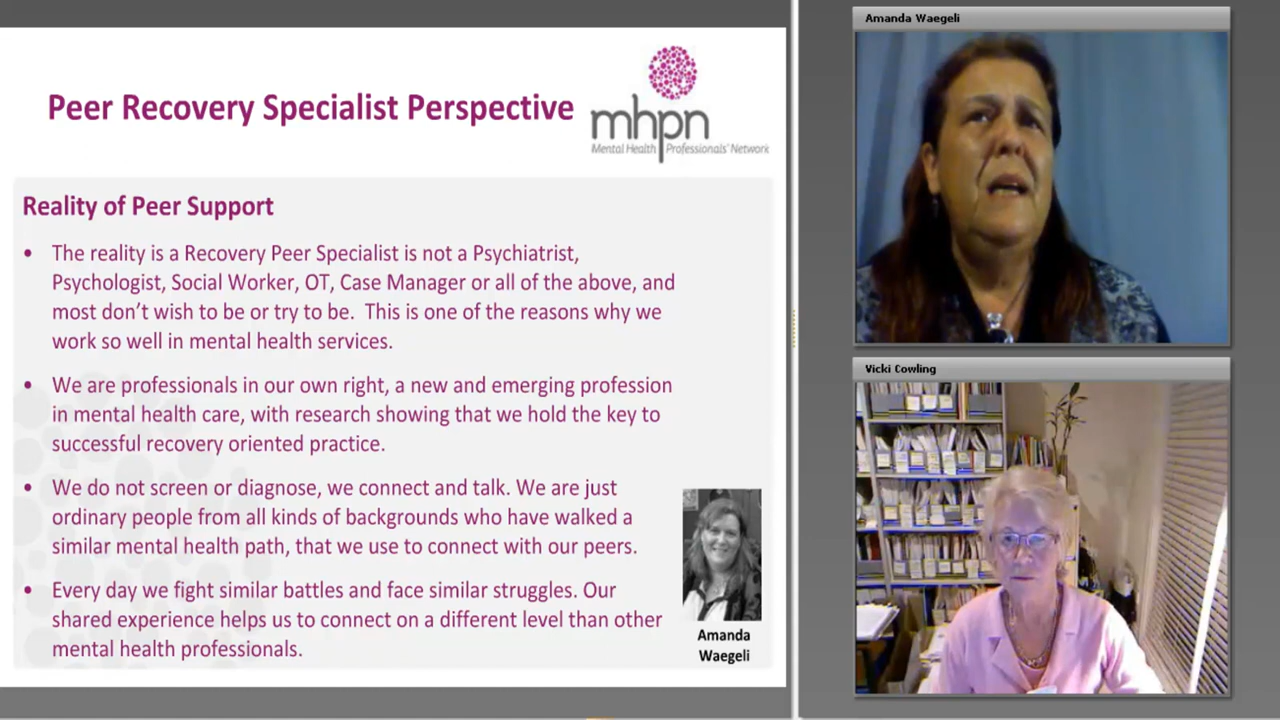 Peer Recovery Specialist Perspective
mhpn
Mental Health Professionals' Network
Reality of Peer Support
• The reality is a Recovery Peer Specialist is not a Psychiatrist,
Psychologist, Social Worker, OT, Case Manager or all of the above, and
most don't wish to be or try to be.  This is one of the reasons why we
work so well in mental health services.
• We are professionals in our own right, a new and emerging profession
in mental health care, with research showing that we hold the key to
successful recovery oriented practice.
• We do not screen or diagnose, we connect and talk. We are just
ordinary people from all kinds of backgrounds who have walked a
similar mental health path, that we use to connect with our peers.
• Every day we fight similar battles and face similar struggles. Our
shared experience helps us to connect on a different level than other
mental health professionals.
Amanda
Waegeli
Amanda Waegeli
Vicki Cowling